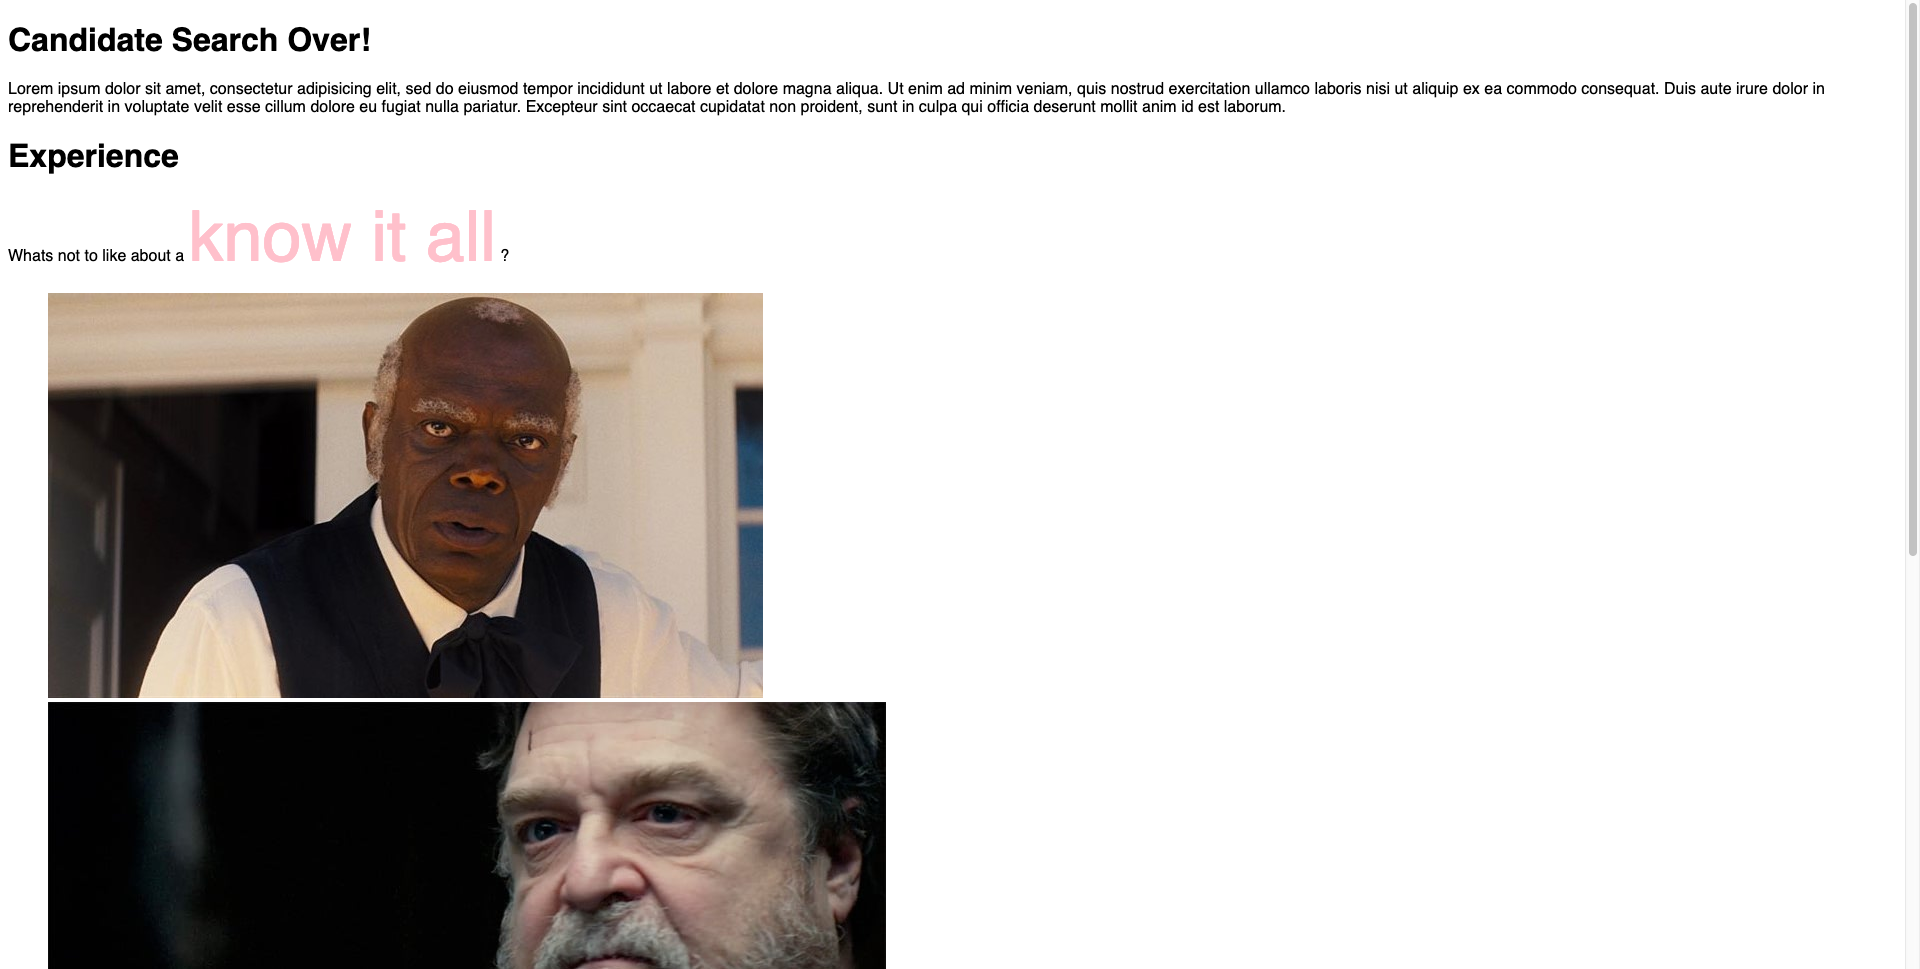 Candidate Search Over!
Lorem ipsum dolor sit amet, consectetur adipisicing elit, sed do eiusmod tempor incididunt ut labore et dolore magna aliqua. Ut enim ad minim veniam, quis nostrud exercitation ullamco laboris nisi ut aliquip ex ea commodo consequat. Duis aute irure dolor in
reprehenderit in voluptate velit esse cillum dolore eu fugiat nulla pariatur. Excepteur sint occaecat cupidatat non proident, sunt in culpa qui officia deserunt mollit anim id est laborum.
Experience
Whats not to like about a know it all ?